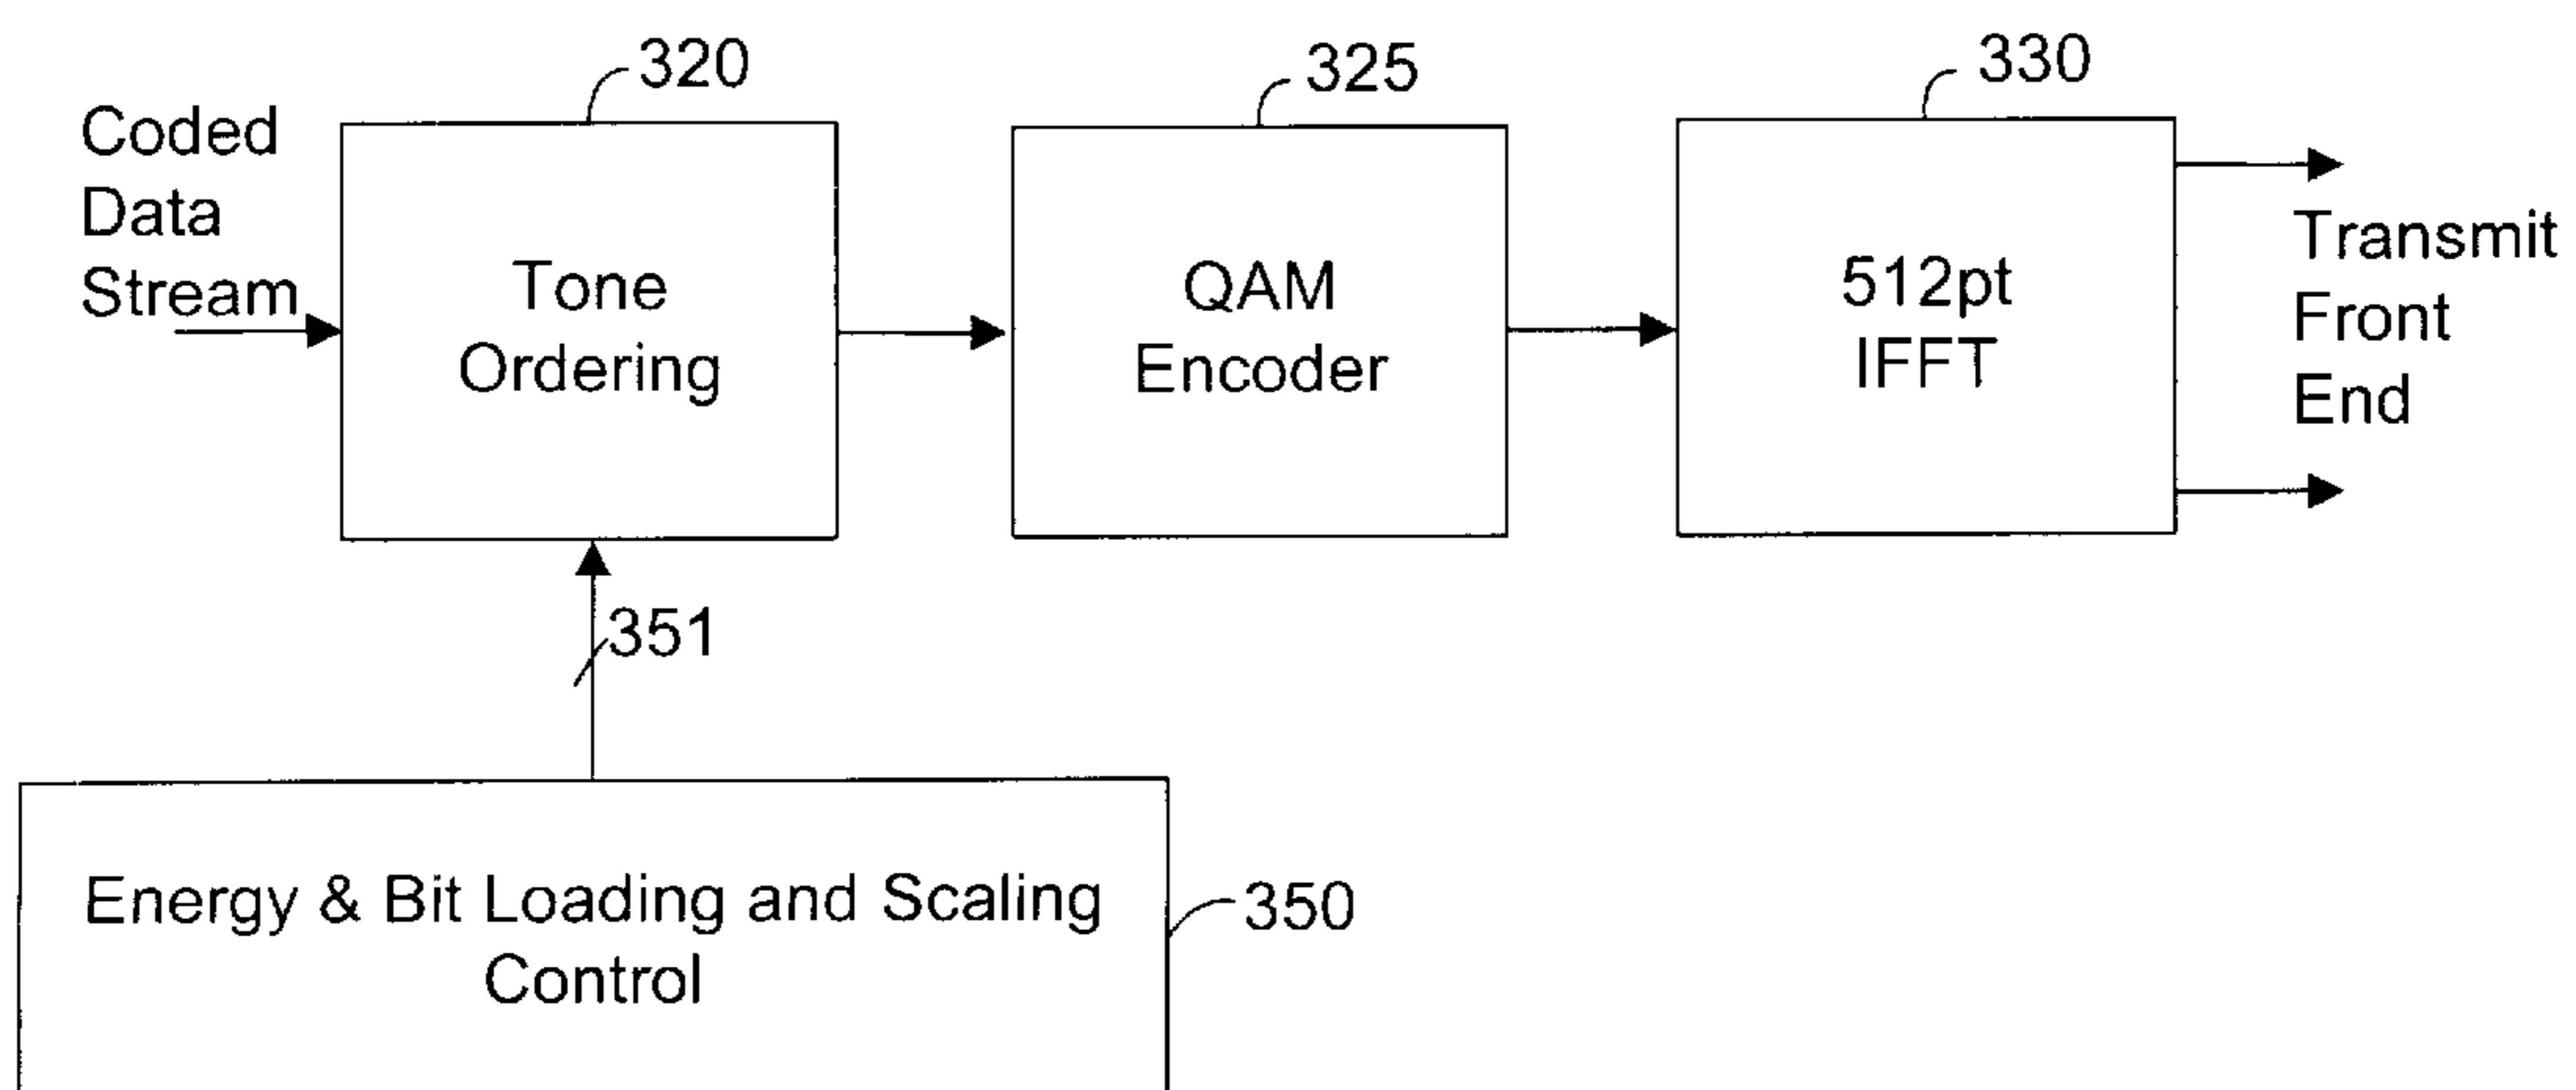 320
325
330
Coded
Data
Stream
Tone
Ordering
QAM
Encoder
512pt
IFFT
Transmit
Front
End
351
Energy & Bit Loading and Scaling
Control
350